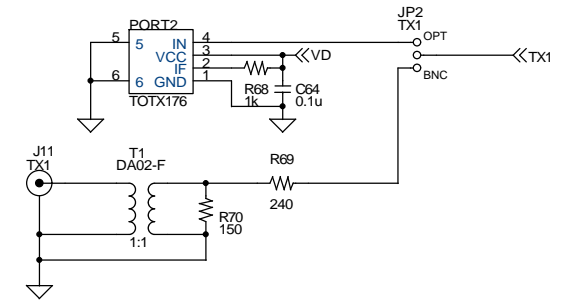 JP2
PORT2
TX1
5 5 IN 4
OPT
VCC 3
VD
TX1
IF 2
6 6 GND 1
BNC
TOTX176
R68
1k
C64
0.1u
J11
TX1
T1
DA02-F
R69
240
R70
150
1:1